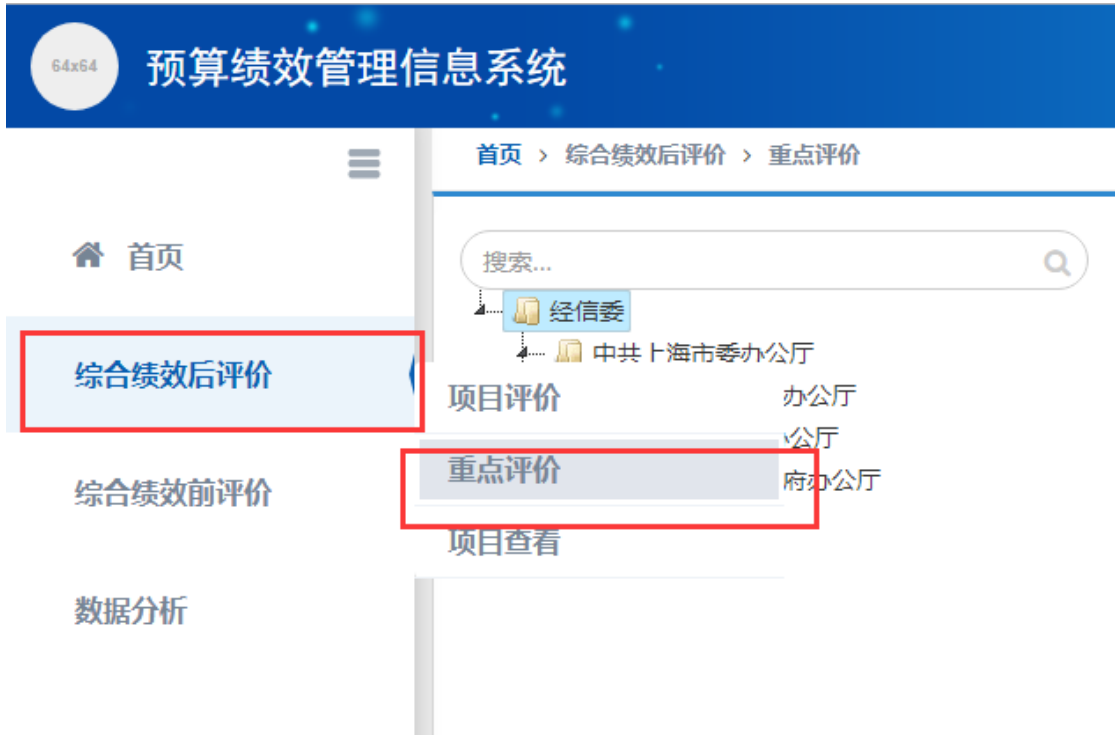 64x64
预算绩效管理信息系统
首页 > 综合绩效后评价 > 重点评价
首页
搜索...
经信委
中共上海市委办公厅
综合绩效后评价
项目评价
办公厅
公厅
重点评价
府办公厅
综合绩效前评价
项目查看
数据分析